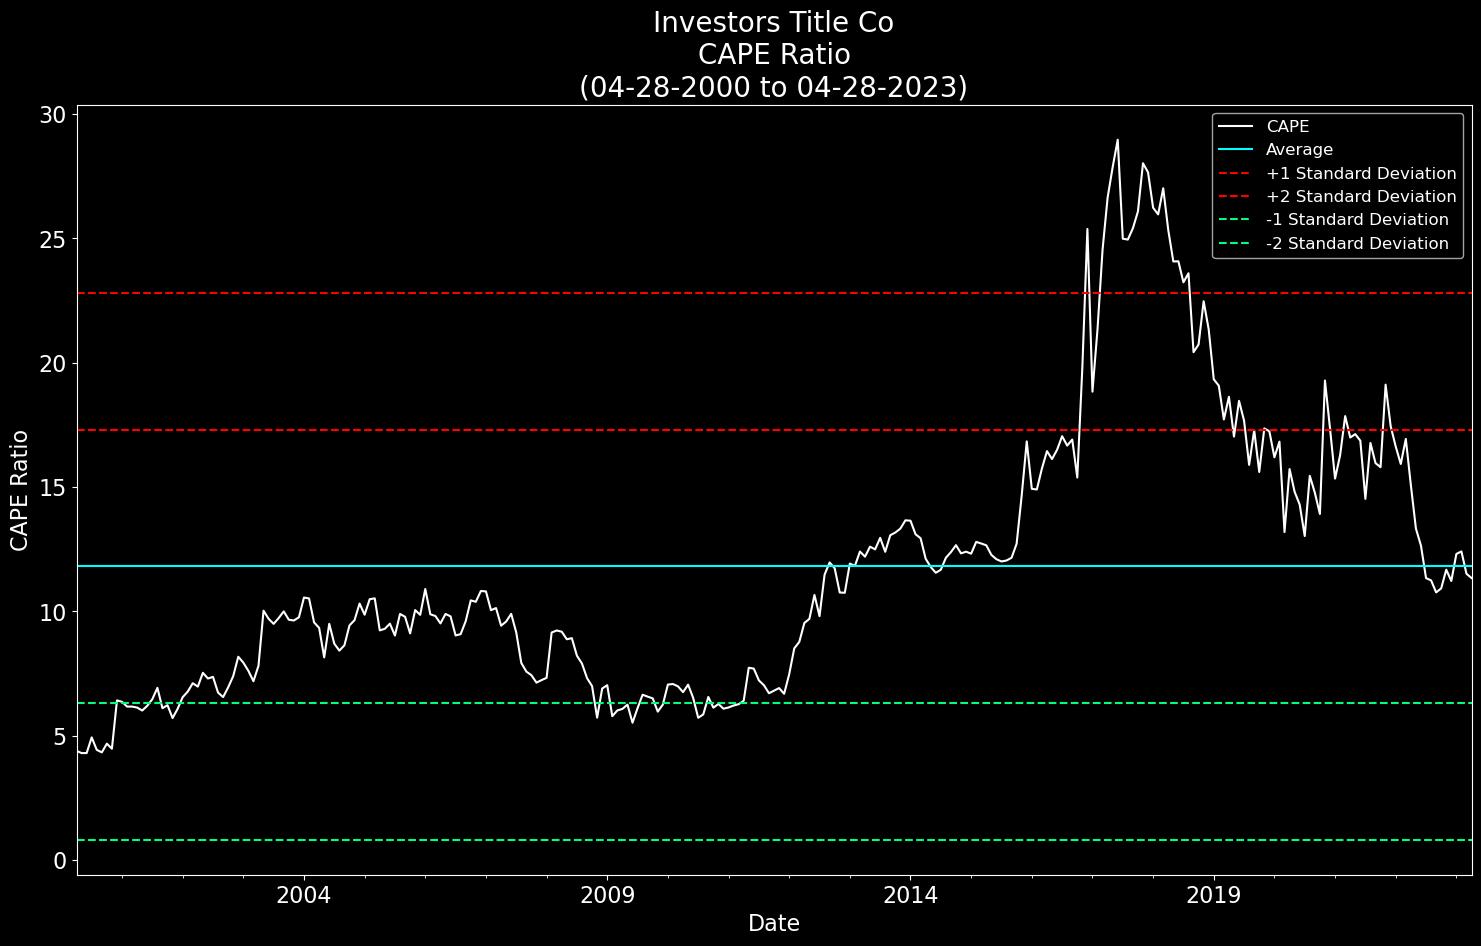 Investors Title Co
CAPE Ratio
(04-28-2000 to 04-28-2023)
30
25
20
15
10
5
0
CAPE Ratio
CAPE
Average
+1 Standard Deviation
+2 Standard Deviation
-1 Standard Deviation
-2 Standard Deviation
2004
2009
2014
2019
Date